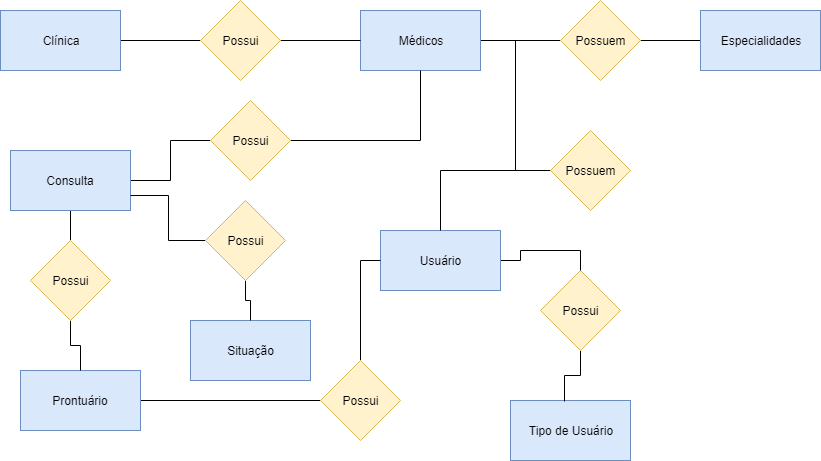 Clínica
Possui
Médicos
Possuem
Especialidades
Possui
Possuem
Consulta
Possui
Usuário
Possui
Possui
Situação
Prontuário
Possui
Tipo de Usuário